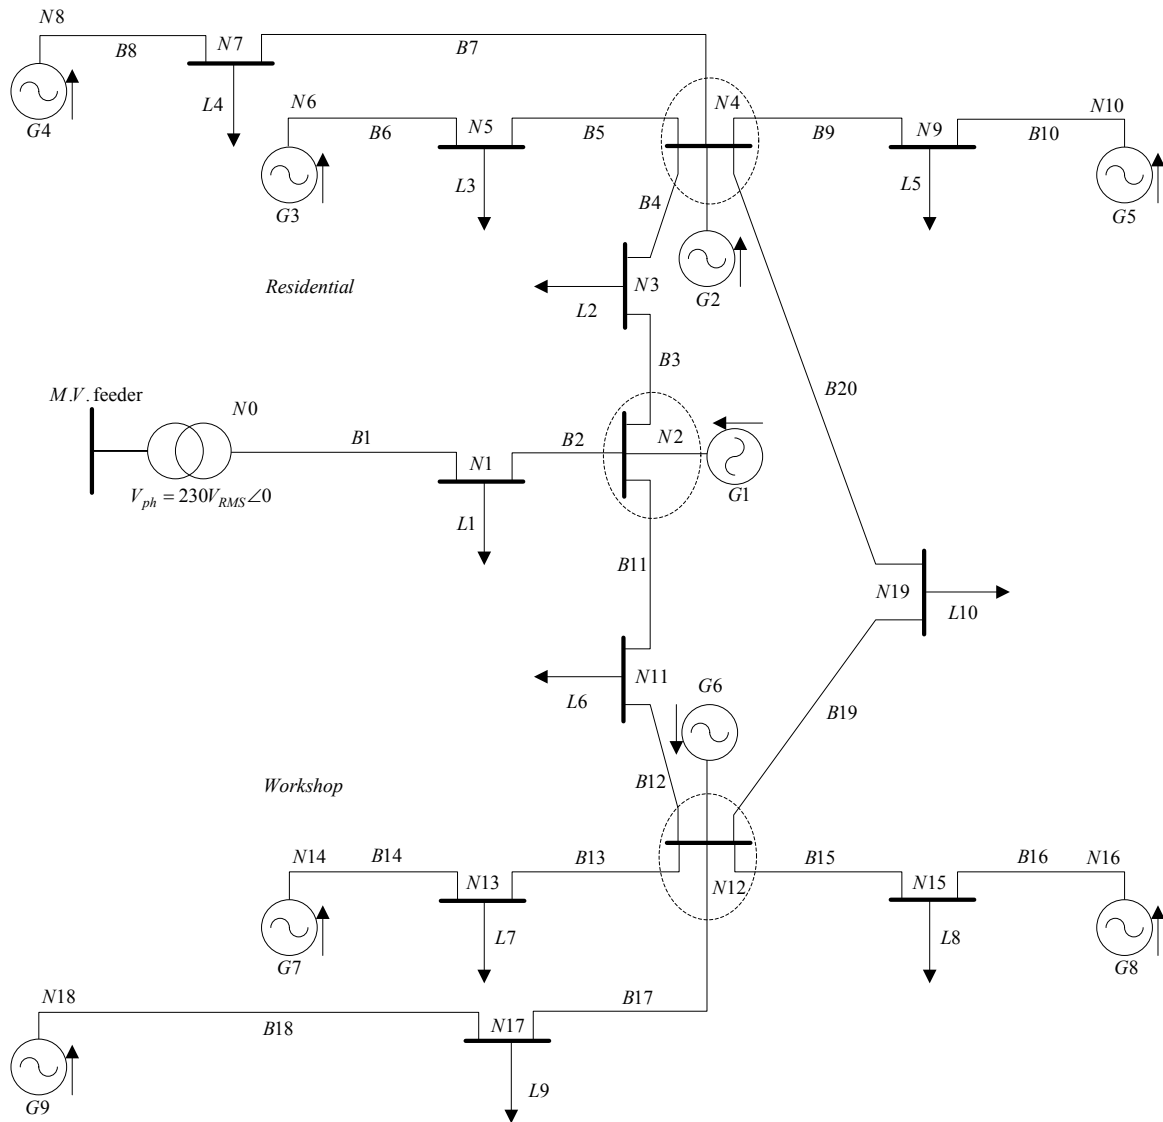 N8
B8
N7
B7
G4
L4
N6
B6
N5
B5
N4
B9
N9
B10
N10
G3
L3
B4
L5
G5
Residential
L2
N3
G2
B3
B20
M.V. feeder
N0
B1
N1
B2
N2
G1
V_ph = 230V_RMS∠0
L1
B11
N19
L10
N11
L6
G6
B19
B12
Workshop
N14
B14
N13
B13
N12
B15
N15
B16
N16
G7
L7
L8
G8
N18
B18
N17
B17
G9
L9